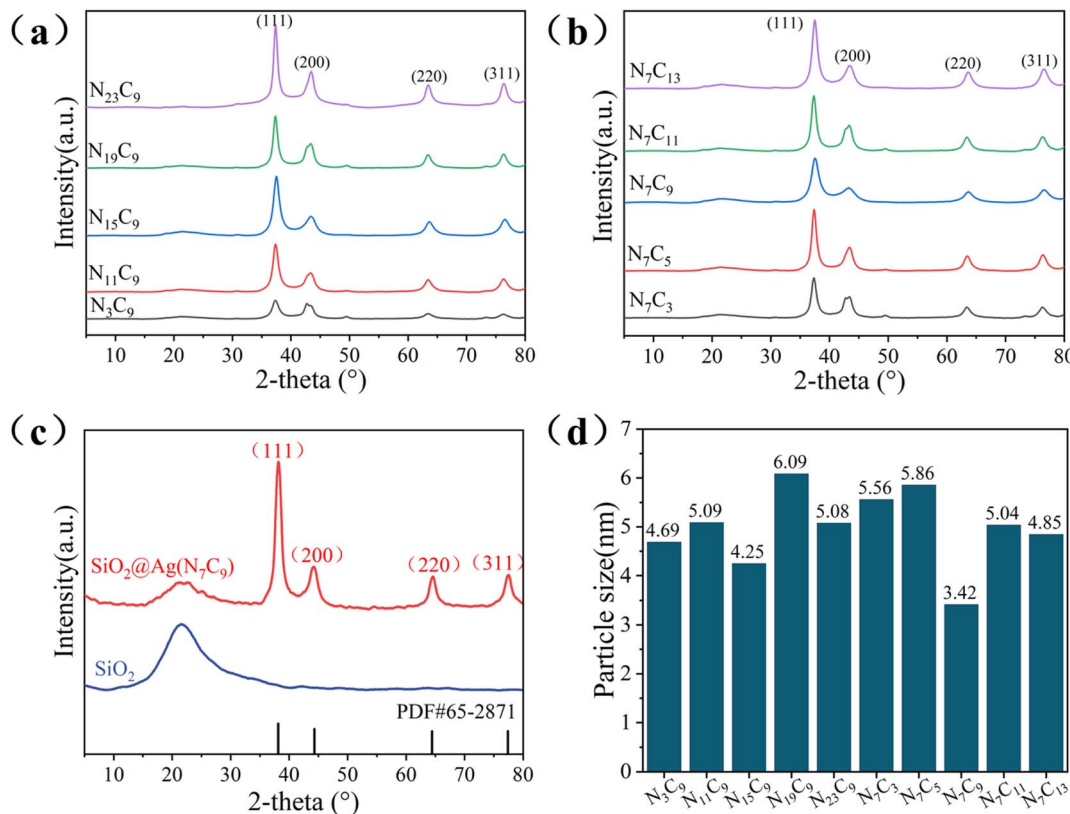 (a)
(111)
(200)
(220)
(311)
N₂₃C₉
N₁₉C₉
N₁₅C₉
N₁₁C₉
N₃C₉
Intensity(a.u.)
10 20 30 40 50 60 70 80
2-theta (°)
(b)
(111)
(200)
(220)
(311)
N₇C₁₃
N₇C₁₁
N₇C₉
N₇C₅
N₇C₃
Intensity(a.u.)
10 20 30 40 50 60 70 80
2-theta (°)
(c)
(111)
(200)
(220)
(311)
SiO₂@Ag(N₇C₉)
SiO₂
PDF#65-2871
Intensity(a.u.)
10 20 30 40 50 60 70 80
2-theta (°)
(d)
7
6
5
4
3
2
1
0
Particle size(nm)
4.69 5.09 4.25 6.09 5.08 5.56 5.86 3.42 5.04 4.85
N₃C₉ N₁₁C₉ N₁₅C₉ N₁₉C₉ N₂₃C₉ N₇C₃ N₇C₅ N₇C₉ N₇C₁₁ N₇C₁₃